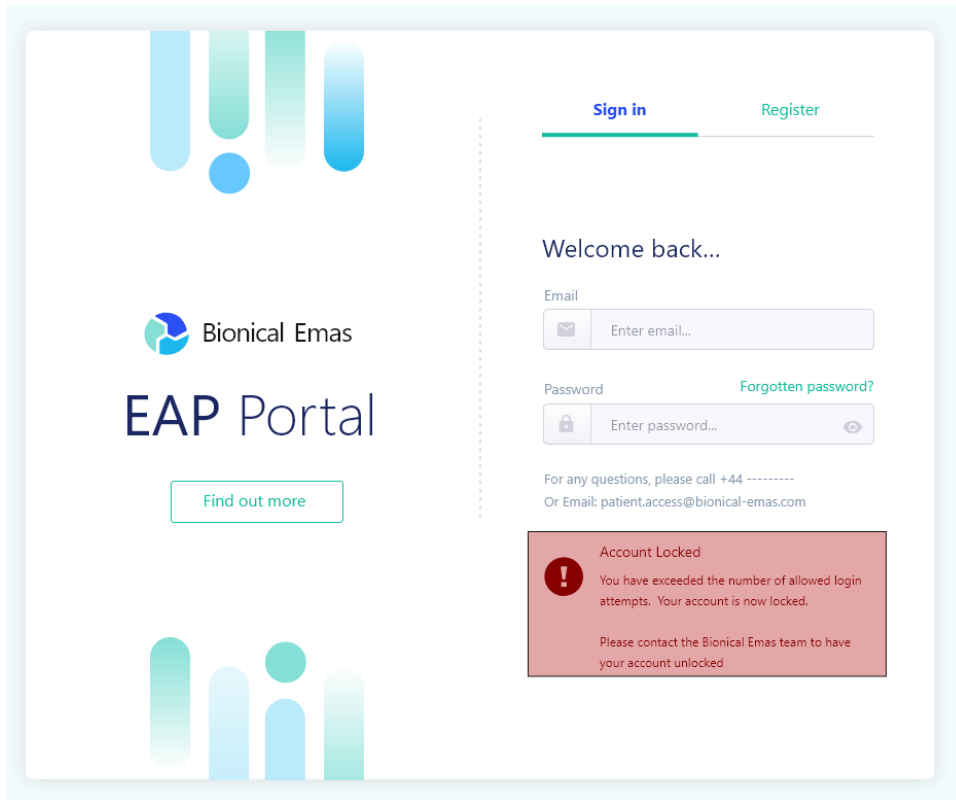 Sign in
Register
Welcome back...
Email
Enter email...
Bionical Emas
EAP Portal
Find out more
Password
Forgotten password?
Enter password...
For any questions, please call +44 ---------
Or Email: patient.access@bionical-emas.com
Account Locked
You have exceeded the number of allowed login
attempts.  Your account is now locked.
Please contact the Bionical Emas team to have
your account unlocked